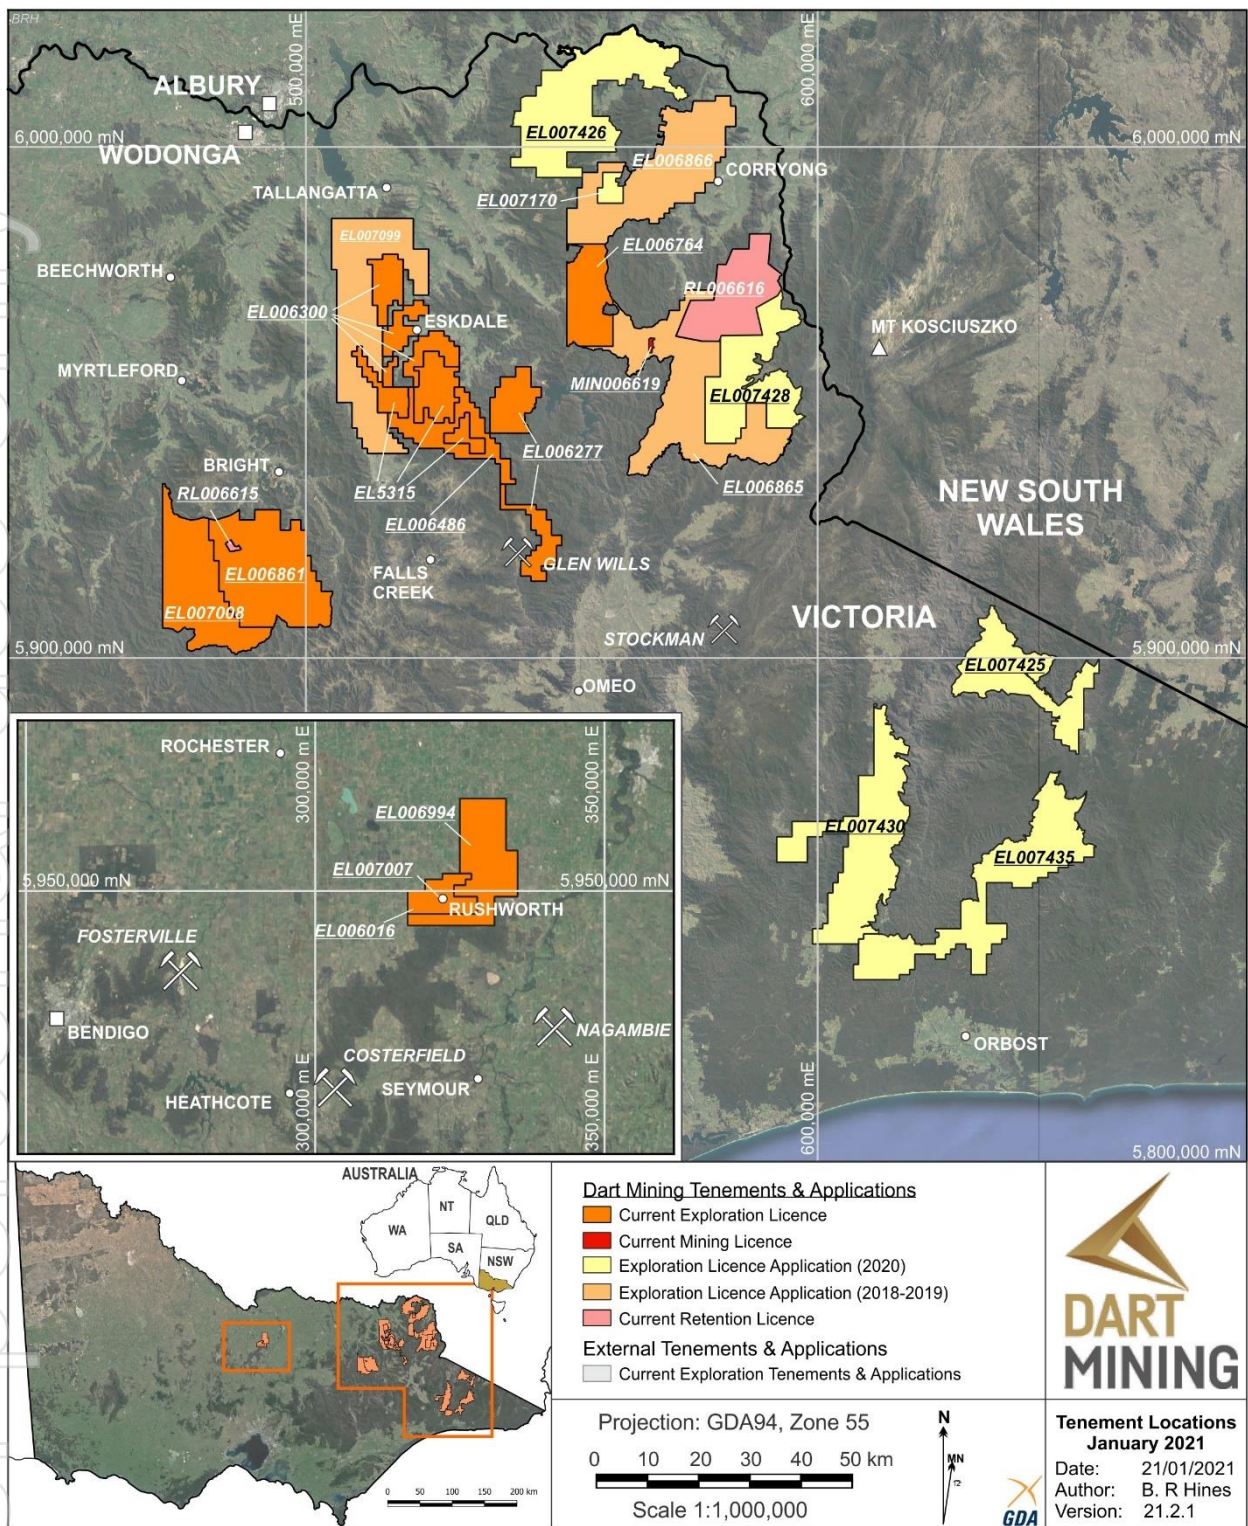 BRH
500,000 mE
600,000 mE
ALBURY
6,000,000 mN
EL007426
6,000,000 mN
WODONGA
EL006866
CORRYONG
TALLANGATTA
EL007170
EL007099
EL006764
BEECHWORTH
RL006616
EL006300
ESKDALE
MT KOSCIUSZKO
MYRTLEFORD
MIN006619
EL007428
EL006277
BRIGHT
EL006865
RL006615
EL5315
NEW SOUTH
WALES
EL006486
GLEN WILLS
EL006861
FALLS
CREEK
EL007008
VICTORIA
STOCKMAN
5,900,000 mN
5,900,000 mN
EL007425
OMEO
ROCHESTER
300,000 m E
350,000 m E
EL006994
EL007430
EL007435
EL007007
5,950,000 mN
5,950,000 mN
RUSHWORTH
EL006016
FOSTERVILLE
BENDIGO
NAGAMBIE
ORBOST
COSTERFIELD
SEYMOUR
HEATHCOTE
300,000 m E
350,000 m E
600,000 mE
5,800,000 mN
AUSTRALIA
NT
QLD
WA
SA
NSW
0 50 100 150 200 km
Dart Mining Tenements & Applications
Current Exploration Licence
Current Mining Licence
Exploration Licence Application (2020)
Exploration Licence Application (2018-2019)
Current Retention Licence
External Tenements & Applications
Current Exploration Tenements & Applications
DART
MINING
Projection: GDA94, Zone 55
0 10 20 30 40 50 km
Scale 1:1,000,000
N
MN
GDA
Tenement Locations
January 2021
Date: 21/01/2021
Author: B. R Hines
Version: 21.2.1